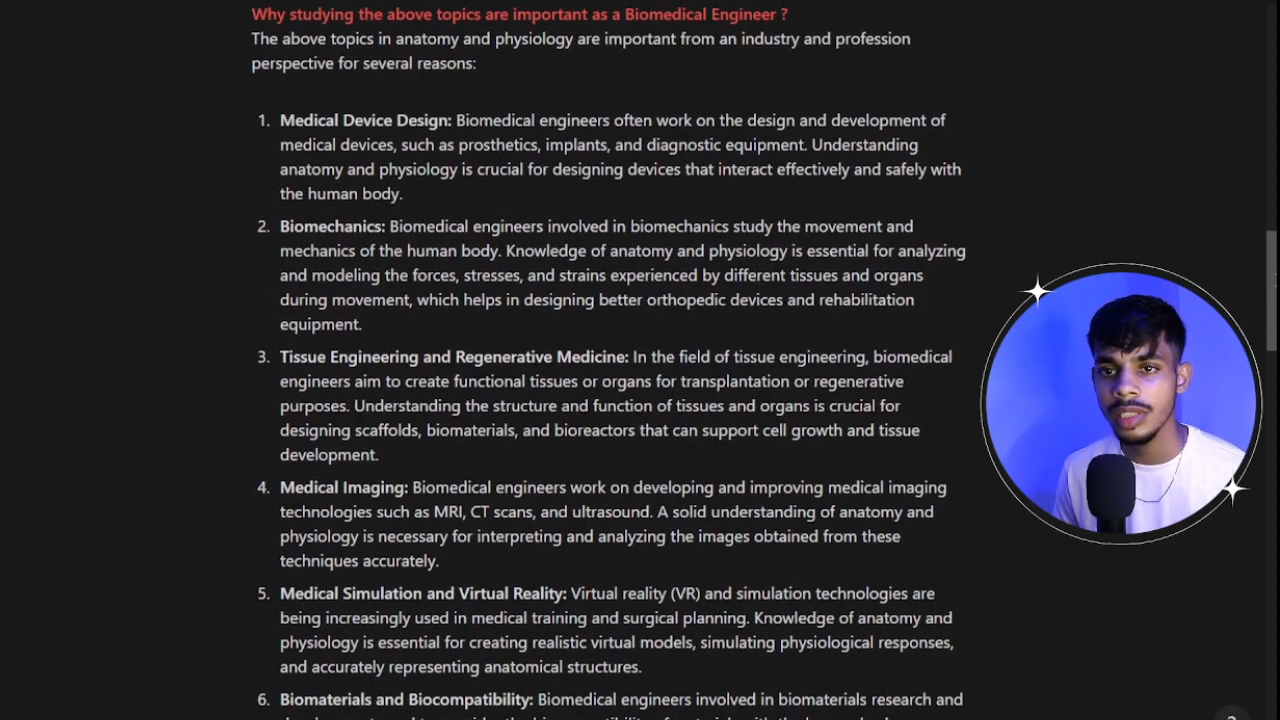 Why studying the above topics are important as a Biomedical Engineer ?
The above topics in anatomy and physiology are important from an industry and profession
perspective for several reasons:
1. Medical Device Design: Biomedical engineers often work on the design and development of
medical devices, such as prosthetics, implants, and diagnostic equipment. Understanding
anatomy and physiology is crucial for designing devices that interact effectively and safely with
the human body.
2. Biomechanics: Biomedical engineers involved in biomechanics study the movement and
mechanics of the human body. Knowledge of anatomy and physiology is essential for analyzing
and modeling the forces, stresses, and strains experienced by different tissues and organs
during movement, which helps in designing better orthopedic devices and rehabilitation
equipment.
3. Tissue Engineering and Regenerative Medicine: In the field of tissue engineering, biomedical
engineers aim to create functional tissues or organs for transplantation or regenerative
purposes. Understanding the structure and function of tissues and organs is crucial for
designing scaffolds, biomaterials, and bioreactors that can support cell growth and tissue
development.
4. Medical Imaging: Biomedical engineers work on developing and improving medical imaging
technologies such as MRI, CT scans, and ultrasound. A solid understanding of anatomy and
physiology is necessary for interpreting and analyzing the images obtained from these
techniques accurately.
5. Medical Simulation and Virtual Reality: Virtual reality (VR) and simulation technologies are
being increasingly used in medical training and surgical planning. Knowledge of anatomy and
physiology is essential for creating realistic virtual models, simulating physiological responses,
and accurately representing anatomical structures.
6. Biomaterials and Biocompatibility: Biomedical engineers involved in biomaterials research and